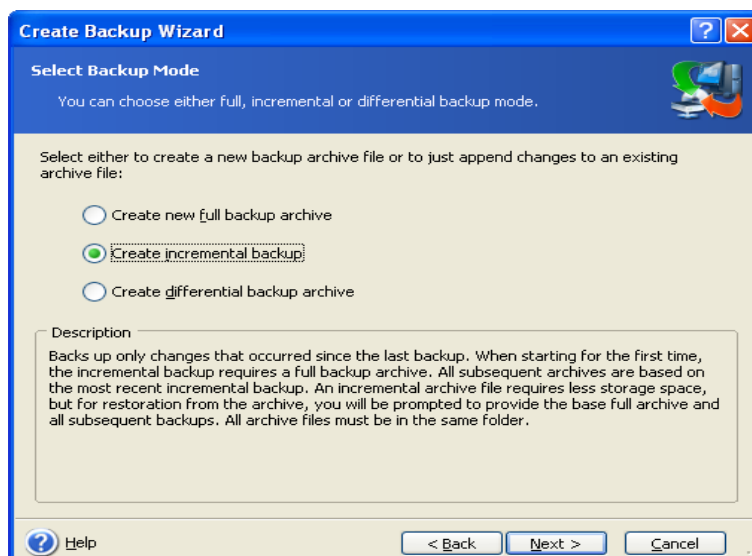 Create Backup Wizard
?
Select Backup Mode
You can choose either full, incremental or differential backup mode.
Select either to create a new backup archive file or to just append changes to an existing
archive file:
Create new full backup archive
Create incremental backup
Create differential backup archive
Description
Backs up only changes that occurred since the last backup. When starting for the first time,
the incremental backup requires a full backup archive. All subsequent archives are based on
the most recent incremental backup. An incremental archive file requires less storage space,
but for restoration from the archive, you will be prompted to provide the base full archive and
all subsequent backups. All archive files must be in the same folder.
? Help
< Back
Next >
Cancel